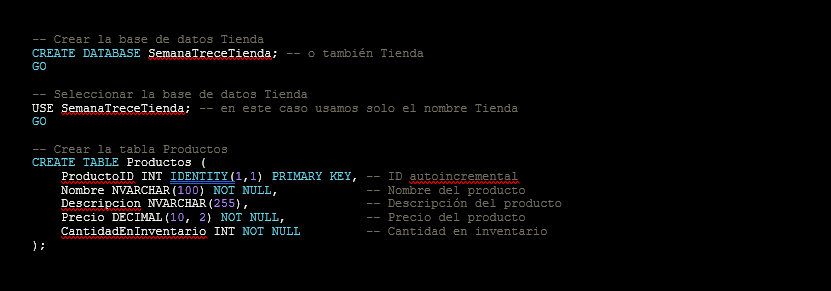 -- Crear la base de datos Tienda
CREATE DATABASE SemanaTreceTienda; -- o también Tienda
GO
-- Seleccionar la base de datos Tienda
USE SemanaTreceTienda; -- en este caso usamos solo el nombre Tienda
GO
-- Crear la tabla Productos
CREATE TABLE Productos (
    ProductoID INT IDENTITY(1,1) PRIMARY KEY, -- ID autoincremental
    Nombre NVARCHAR(100) NOT NULL,            -- Nombre del producto
    Descripcion NVARCHAR(255),                -- Descripción del producto
    Precio DECIMAL(10, 2) NOT NULL,           -- Precio del producto
    CantidadEnInventario INT NOT NULL         -- Cantidad en inventario
);